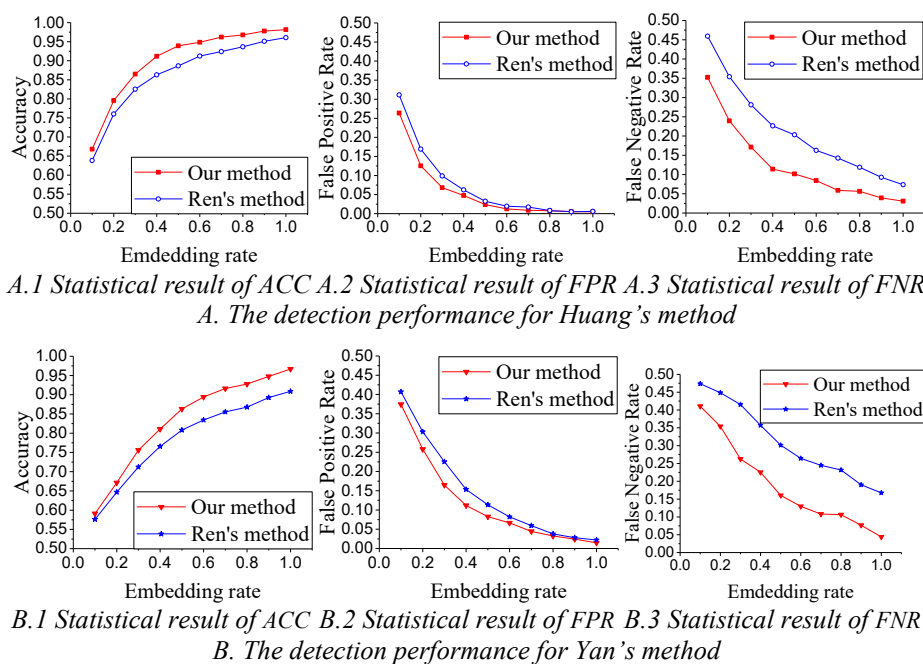 1.00
0.95
0.90
0.85
0.80
0.75
0.70
0.65
0.60
0.55
0.50
Accuracy
Our method
Ren's method
0.0 0.2 0.4 0.6 0.8 1.0
Emdedding rate
0.50
0.45
0.40
0.35
0.30
0.25
0.20
0.15
0.10
0.05
0.00
False Positive Rate
Our method
Ren's method
0.0 0.2 0.4 0.6 0.8 1.0
Embedding rate
0.50
0.45
0.40
0.35
0.30
0.25
0.20
0.15
0.10
0.05
0.00
False Negative Rate
Our method
Ren's method
0.0 0.2 0.4 0.6 0.8 1.0
Embedding rate
A.1 Statistical result of ACC A.2 Statistical result of FPR A.3 Statistical result of FNR
A. The detection performance for Huang's method
1.00
0.95
0.90
0.85
0.80
0.75
0.70
0.65
0.60
0.55
0.50
Accuracy
Our method
Ren's method
0.0 0.2 0.4 0.6 0.8 1.0
Embedding rate
0.50
0.45
0.40
0.35
0.30
0.25
0.20
0.15
0.10
0.05
0.00
False Positive Rate
Our method
Ren's method
0.0 0.2 0.4 0.6 0.8 1.0
Embedding rate
0.50
0.45
0.40
0.35
0.30
0.25
0.20
0.15
0.10
0.05
0.00
False Negative Rate
Our method
Ren's method
0.0 0.2 0.4 0.6 0.8 1.0
Emdedding rate
B.1 Statistical result of ACC B.2 Statistical result of FPR B.3 Statistical result of FNR
B. The detection performance for Yan's method